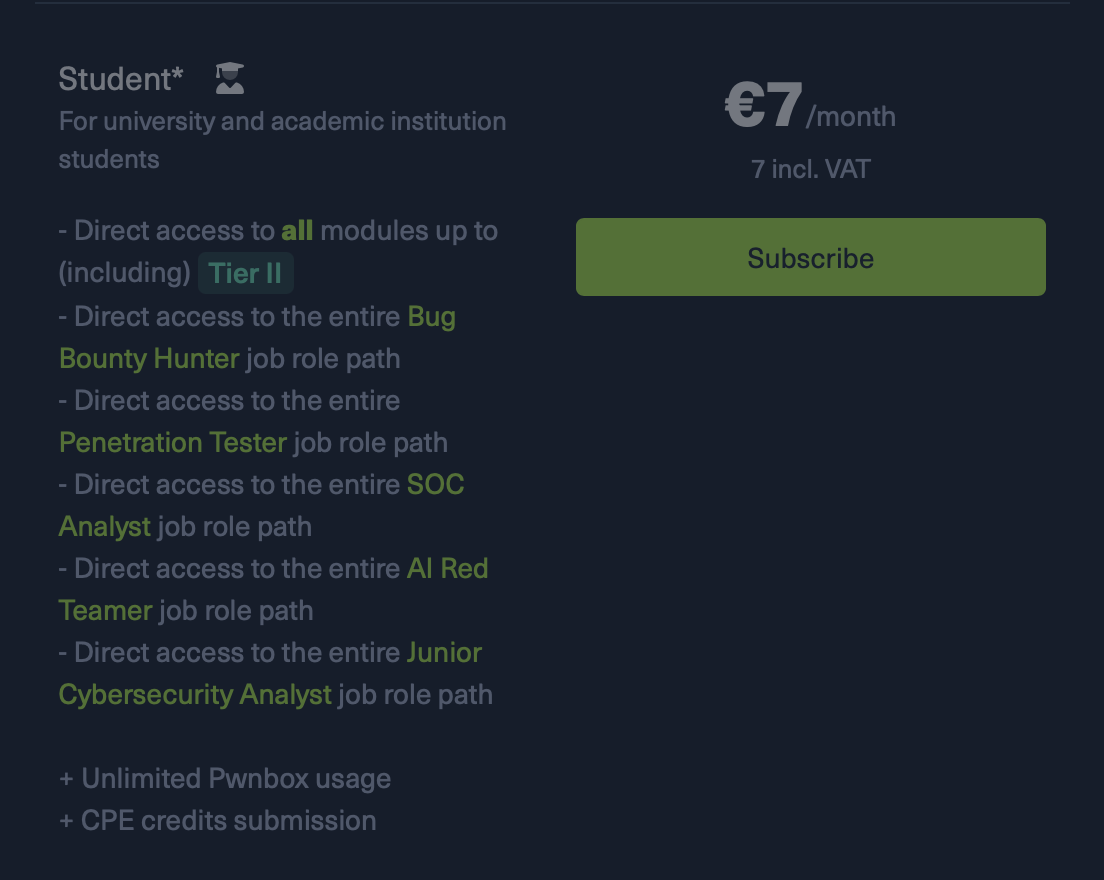 Student*
For university and academic institution
students
- Direct access to all modules up to
(including) Tier II
- Direct access to the entire Bug
Bounty Hunter job role path
- Direct access to the entire
Penetration Tester job role path
- Direct access to the entire SOC
Analyst job role path
- Direct access to the entire AI Red
Teamer job role path
- Direct access to the entire Junior
Cybersecurity Analyst job role path
+ Unlimited Pwnbox usage
+ CPE credits submission
€7/month
7 incl. VAT
Subscribe